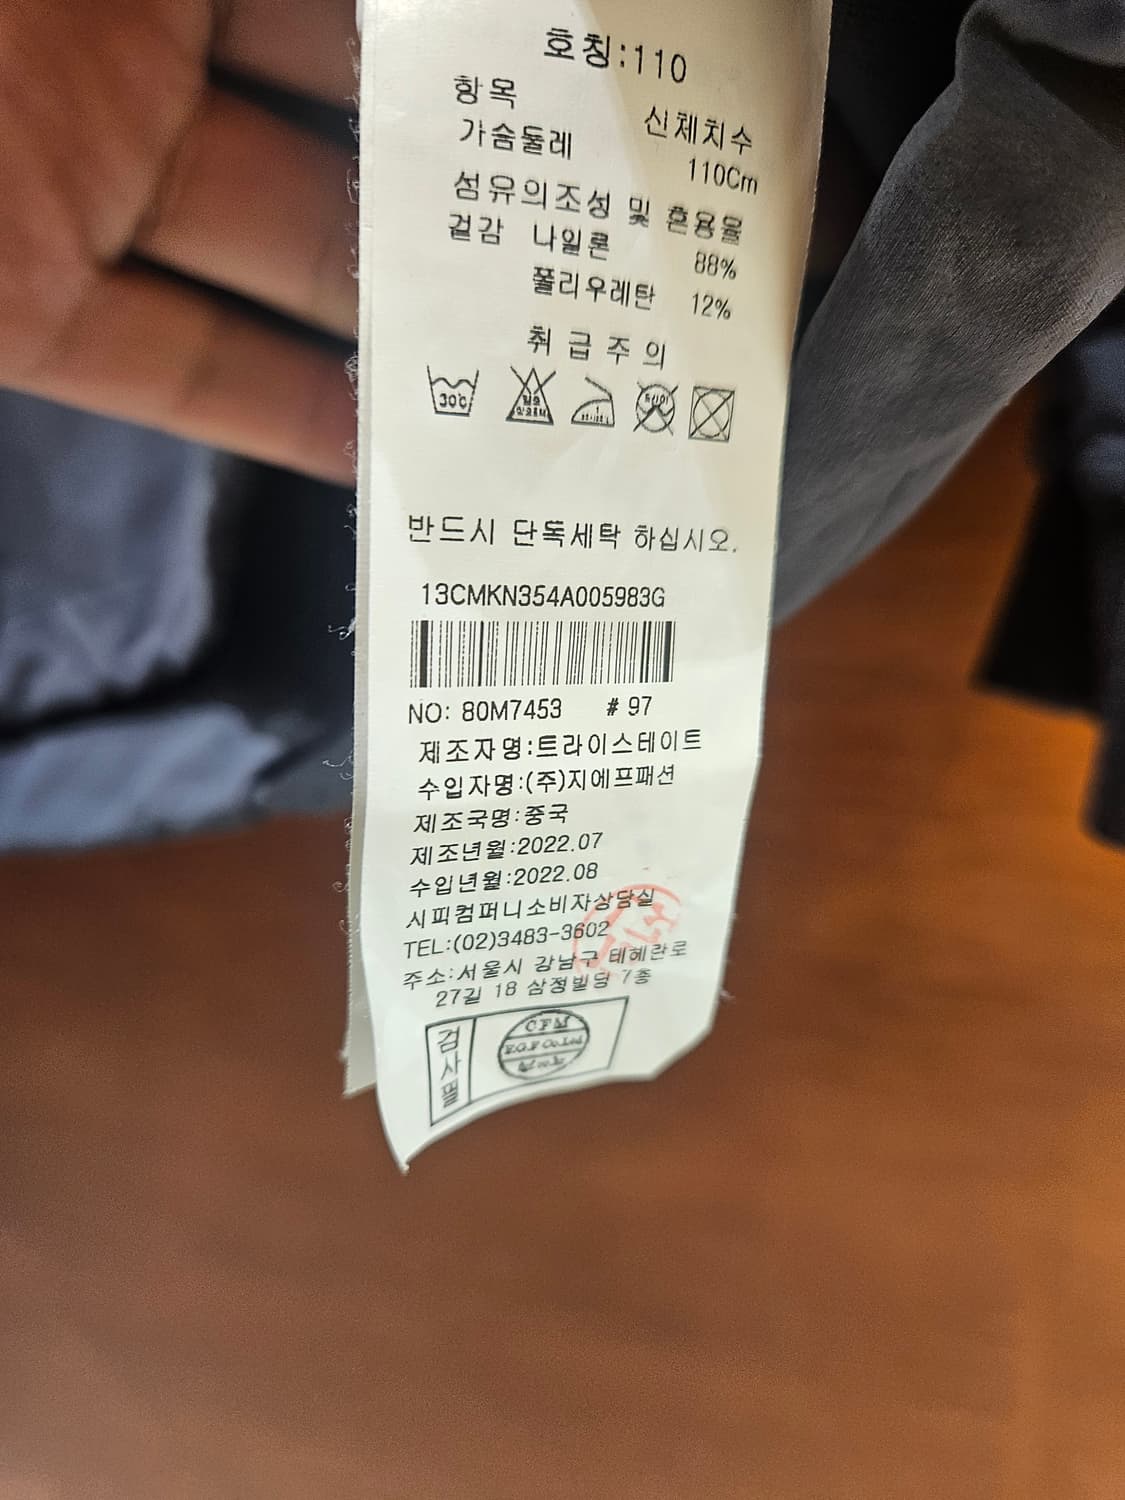 호칭:110
항목 신체치수
가슴둘레 110Cm
섬유의조성 및 혼용율
겉감 나일론 88%
폴리우레탄 12%
취급주의
30℃
반드시 단독세탁 하십시오.
13CMKN354A005983G
NO: 80M7453 # 97
제조자명:트라이스테이트
수입자명:(주)지에프패션
제조국명:중국
제조년월:2022.07
수입년월:2022.08
시피컴퍼니소비자상담실
TEL:(02)3483-3602
주소:서울시 강남구 테헤란로
27길 18 삼정빌딩 7층
검사필